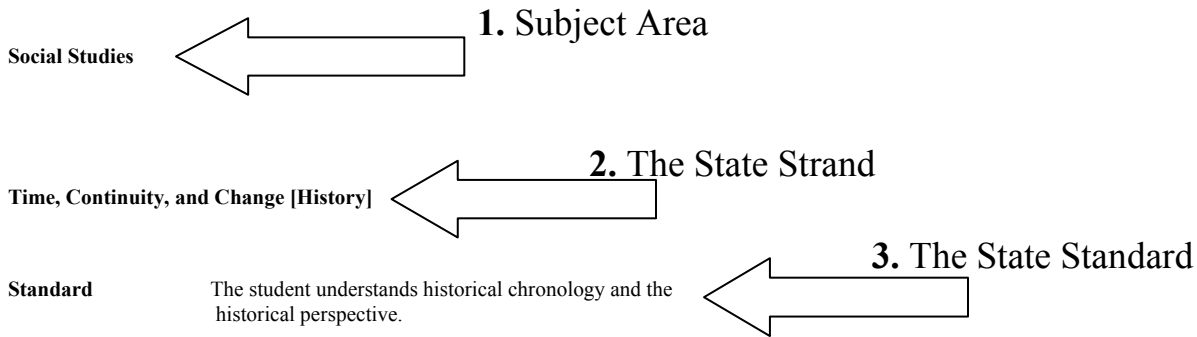 1. Subject Area
Social Studies
2. The State Strand
Time, Continuity, and Change [History]
3. The State Standard
Standard The student understands historical chronology and the
historical perspective.